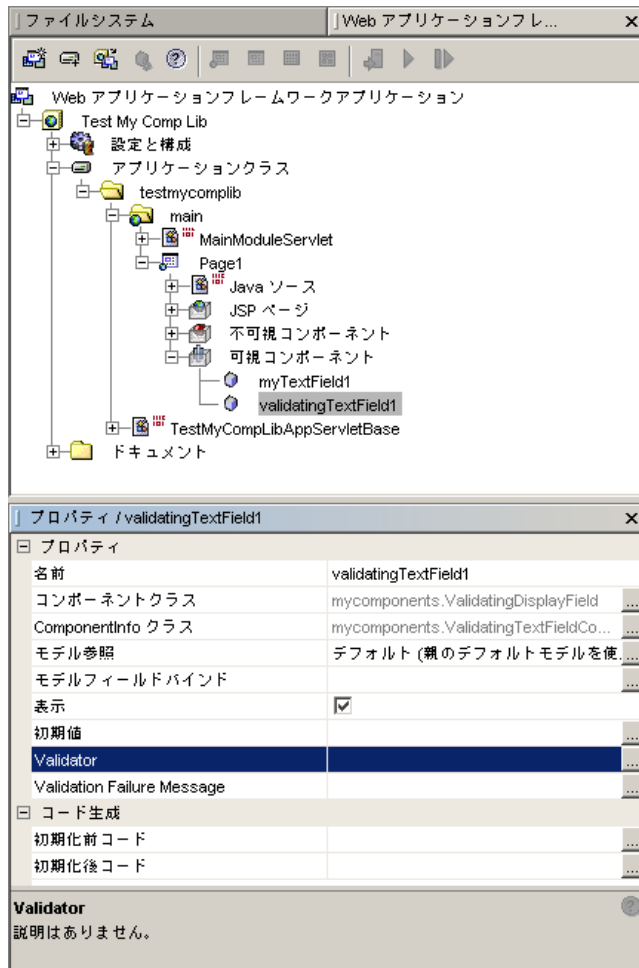 ファイルシステム
Web アプリケーションフレ...
Web アプリケーションフレームワークアプリケーション
Test My Comp Lib
設定と構成
アプリケーションクラス
testmycomplib
main
MainModuleServlet
Page1
Java ソース
JSP ページ
不可視コンポーネント
可視コンポーネント
myTextField1
validatingTextField1
TestMyCompLibAppServletBase
ドキュメント
プロパティ / validatingTextField1
プロパティ
名前 validatingTextField1
コンポーネントクラス mycomponents.ValidatingDisplayField ...
ComponentInfo クラス mycomponents.ValidatingTextFieldCo... ...
モデル参照 デフォルト (親のデフォルトモデルを使... ...
モデルフィールドバインド ...
表示
初期値 ...
Validator ...
Validation Failure Message ...
コード生成
初期化前コード ...
初期化後コード ...
Validator
説明はありません。